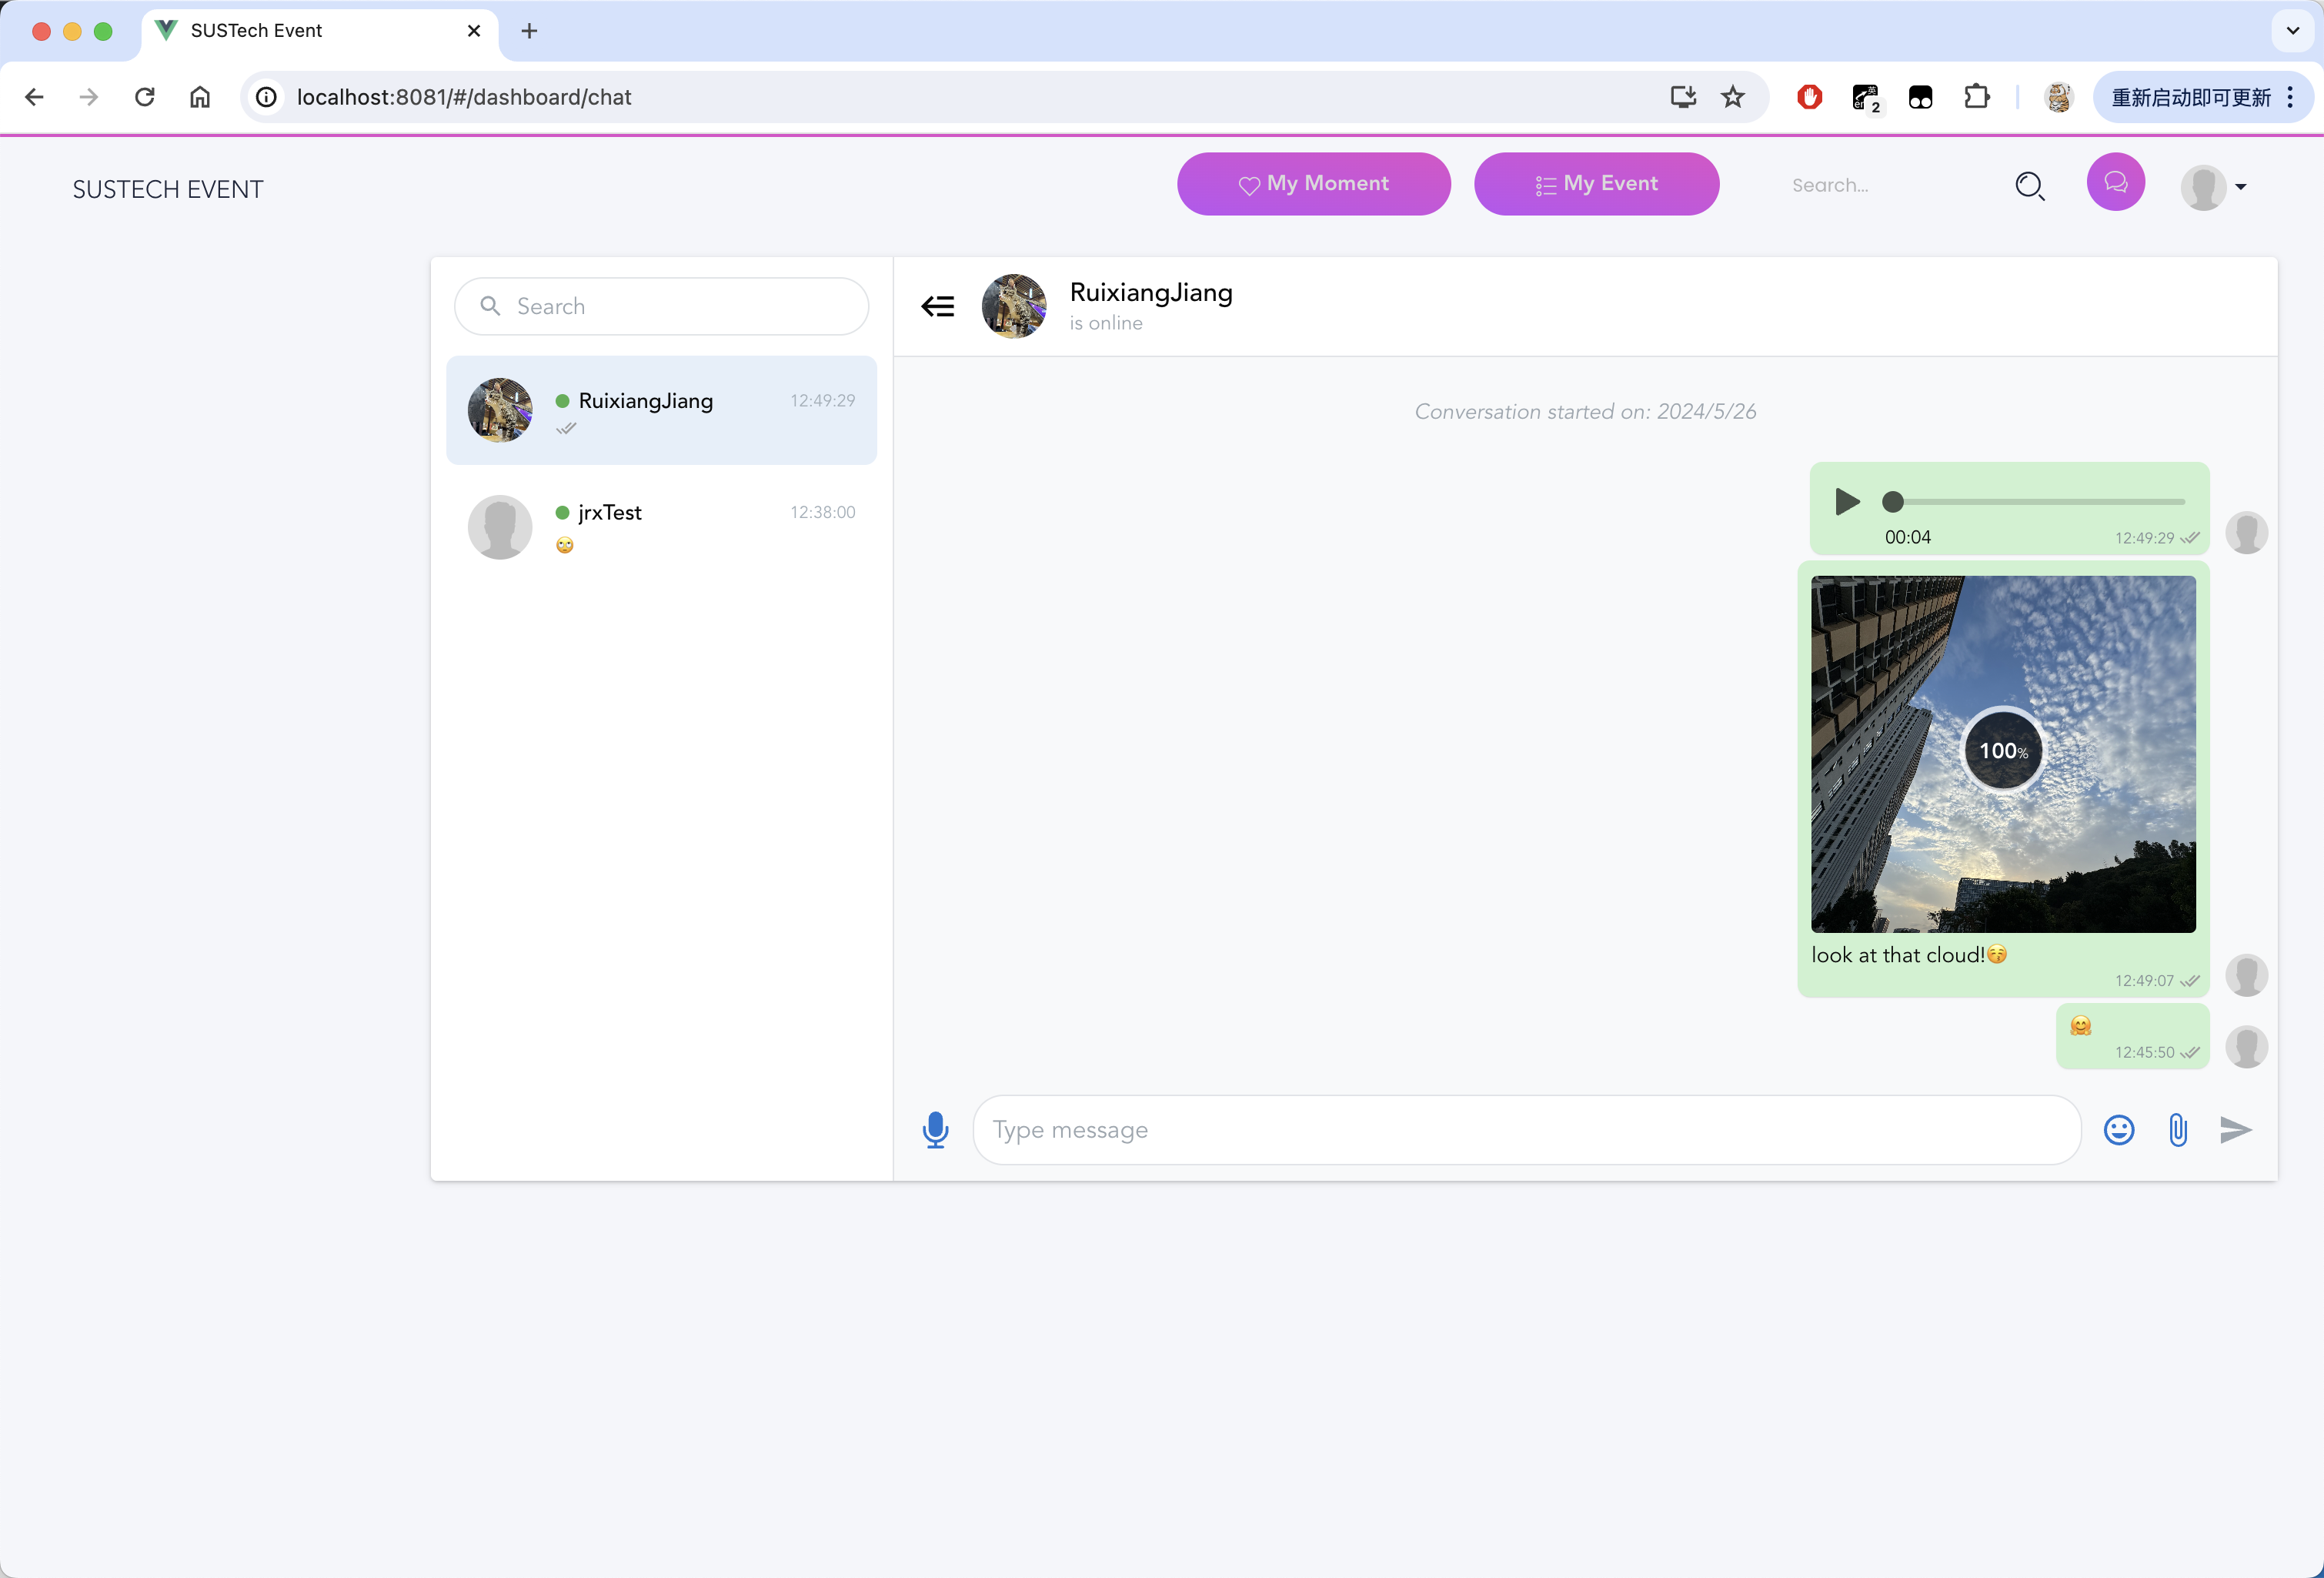 SUSTech Event
localhost:8081/#/dashboard/chat
2
重新启动即可更新
SUSTECH EVENT
My Moment
My Event
Search...
Search
RuixiangJiang
12:49:29
jrxTest
12:38:00
🙄
RuixiangJiang
is online
Conversation started on: 2024/5/26
00:04
12:49:29
100%
look at that cloud!😚
12:49:07
🤗
12:45:50
Type message